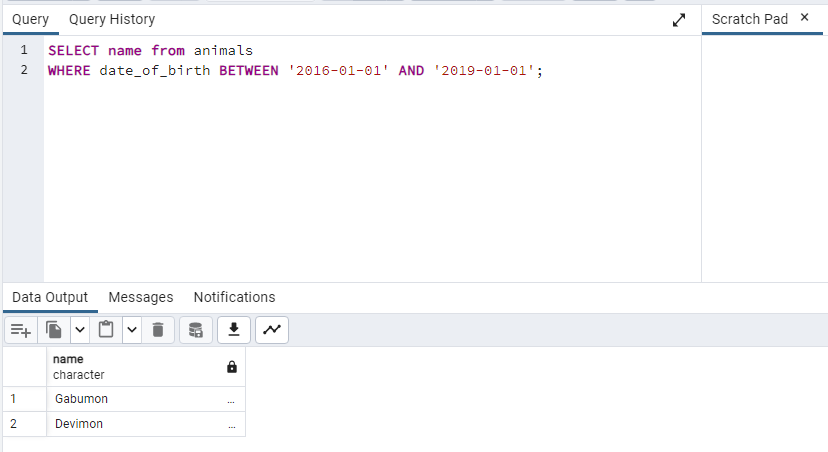 Query Query History Scratch Pad ×
1 SELECT name from animals
2 WHERE date_of_birth BETWEEN '2016-01-01' AND '2019-01-01';
Data Output Messages Notifications
name
character
1 Gabumon ...
2 Devimon ...